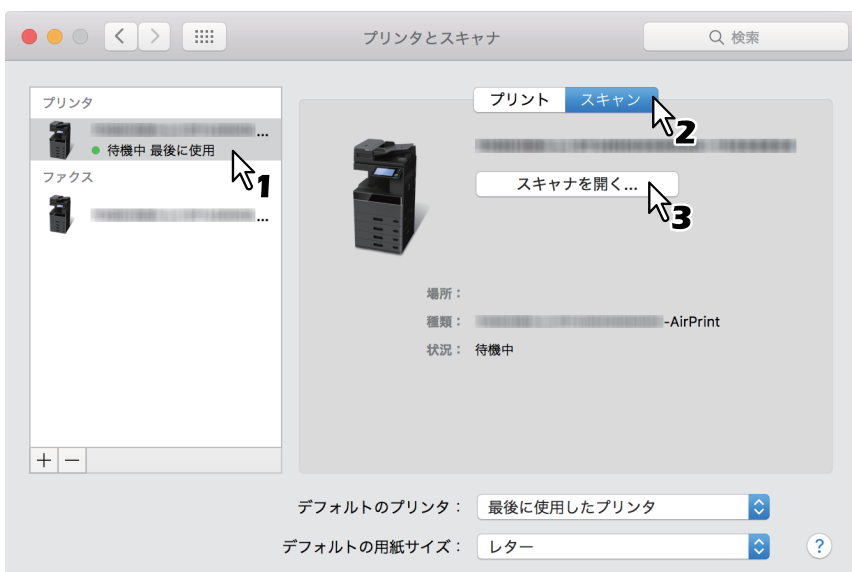 プリンタとスキャナ
検索
プリンタ
...
待機中 最後に使用
1
ファクス
...
プリント
スキャン
2
スキャナを開く...
3
場所：
種類： -AirPrint
状況： 待機中
+ −
デフォルトのプリンタ： 最後に使用したプリンタ
デフォルトの用紙サイズ： レター
?